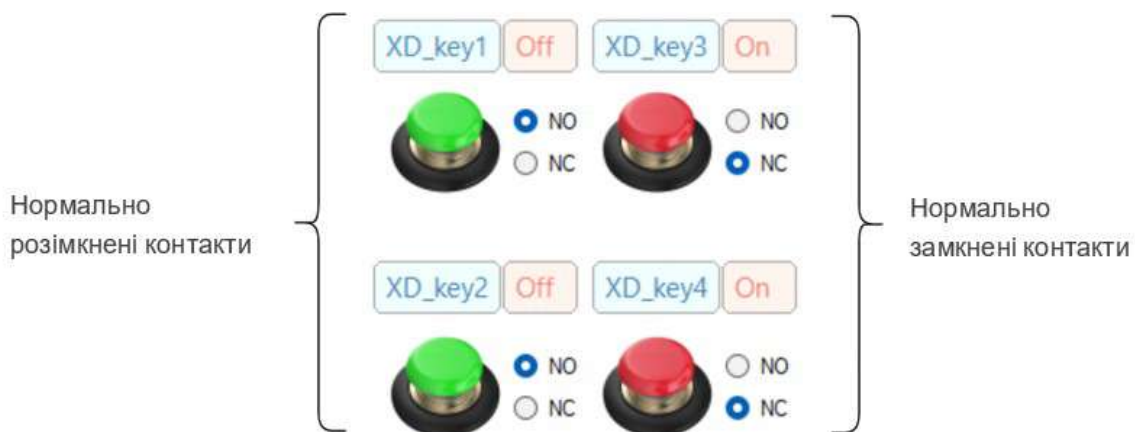 XD_key1 Off XD_key3 On
NO NO
NC NC
Нормально
розімкнені контакти
Нормально
замкнені контакти
XD_key2 Off XD_key4 On
NO NO
NC NC